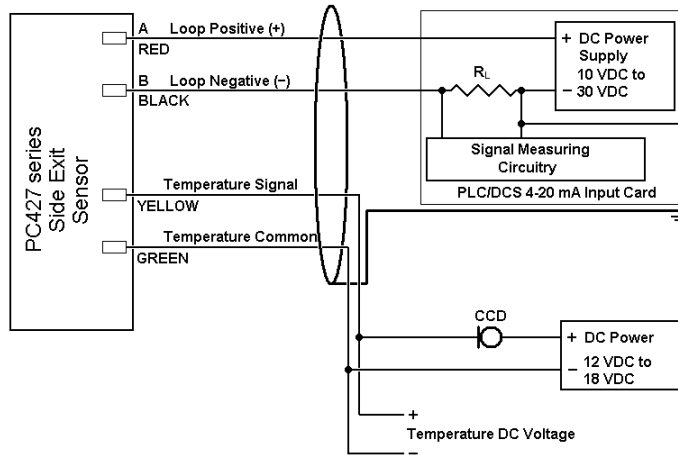 A Loop Positive (+)
RED
B Loop Negative (–)
BLACK
PC427 series
Side Exit
Sensor
Temperature Signal
YELLOW
Temperature Common
GREEN
RL
+ DC Power
Supply
10 VDC to
– 30 VDC
Signal Measuring
Circuitry
PLC/DCS 4-20 mA Input Card
CCD
+ DC Power
– 12 VDC to
18 VDC
+
Temperature DC Voltage
–